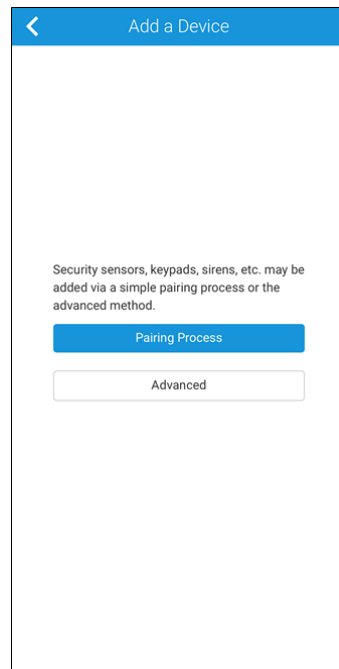 Add a Device
Security sensors, keypads, sirens, etc. may be
added via a simple pairing process or the
advanced method.
Pairing Process
Advanced